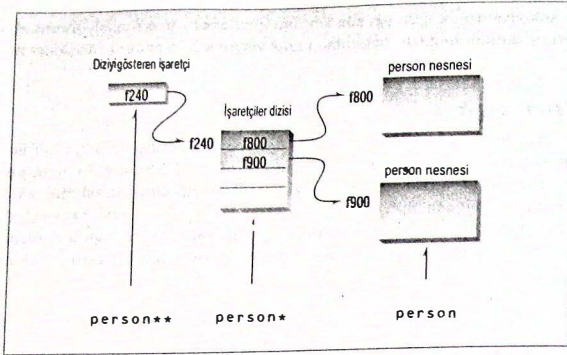 Diziyi gösteren işaretçi
f240
İşaretçiler dizisi
f240
f800
f900
person nesnesi
f800
person nesnesi
f900
person**
person*
person